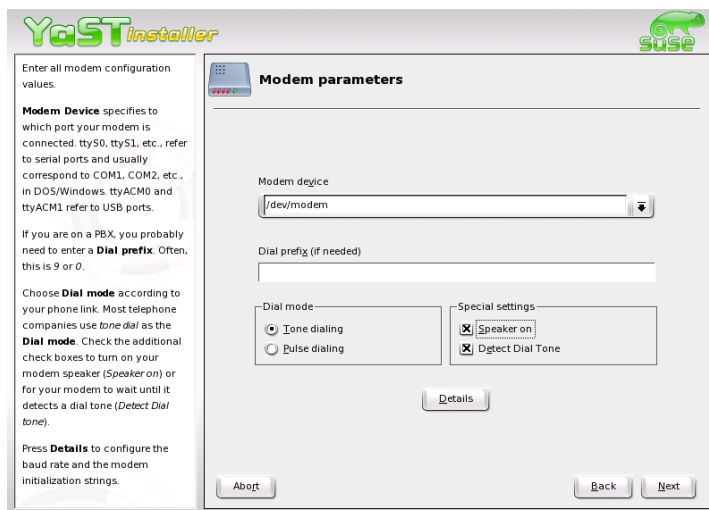 YaST Installer
SUSE
Enter all modem configuration
values.
Modem Device specifies to
which port your modem is
connected. ttyS0, ttyS1, etc., refer
to serial ports and usually
correspond to COM1, COM2, etc.,
in DOS/Windows. ttyACM0 and
ttyACM1 refer to USB ports.
If you are on a PBX, you probably
need to enter a Dial prefix. Often,
this is 9 or 0.
Choose Dial mode according to
your phone link. Most telephone
companies use tone dial as the
Dial mode. Check the additional
check boxes to turn on your
modem speaker (Speaker on) or
for your modem to wait until it
detects a dial tone (Detect Dial
tone).
Press Details to configure the
baud rate and the modem
initialization strings.
Modem parameters
Modem device
/dev/modem
Dial prefix (if needed)
Dial mode
Tone dialing
Pulse dialing
Special settings
Speaker on
Detect Dial Tone
Details
Abort
Back
Next